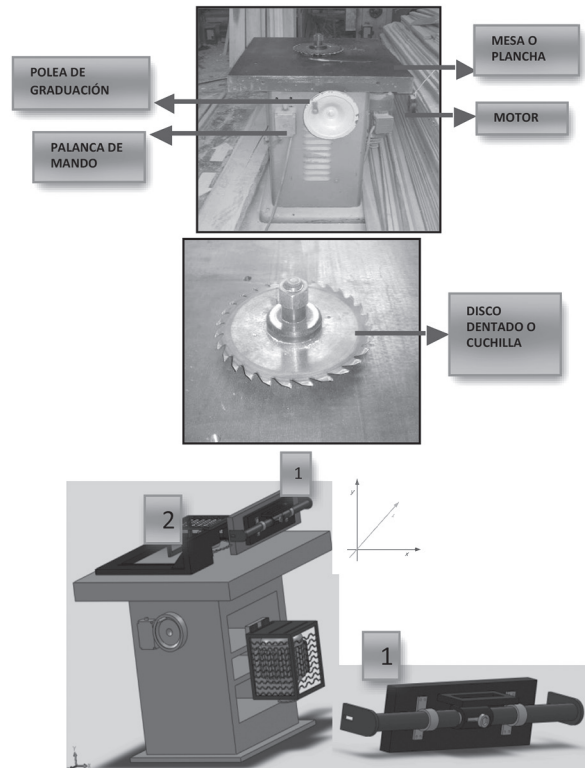 MESA O
PLANCHA
POLEA DE
GRADUACIÓN
MOTOR
PALANCA DE
MANDO
DISCO
DENTADO O
CUCHILLA
1
2
y
z
x
1